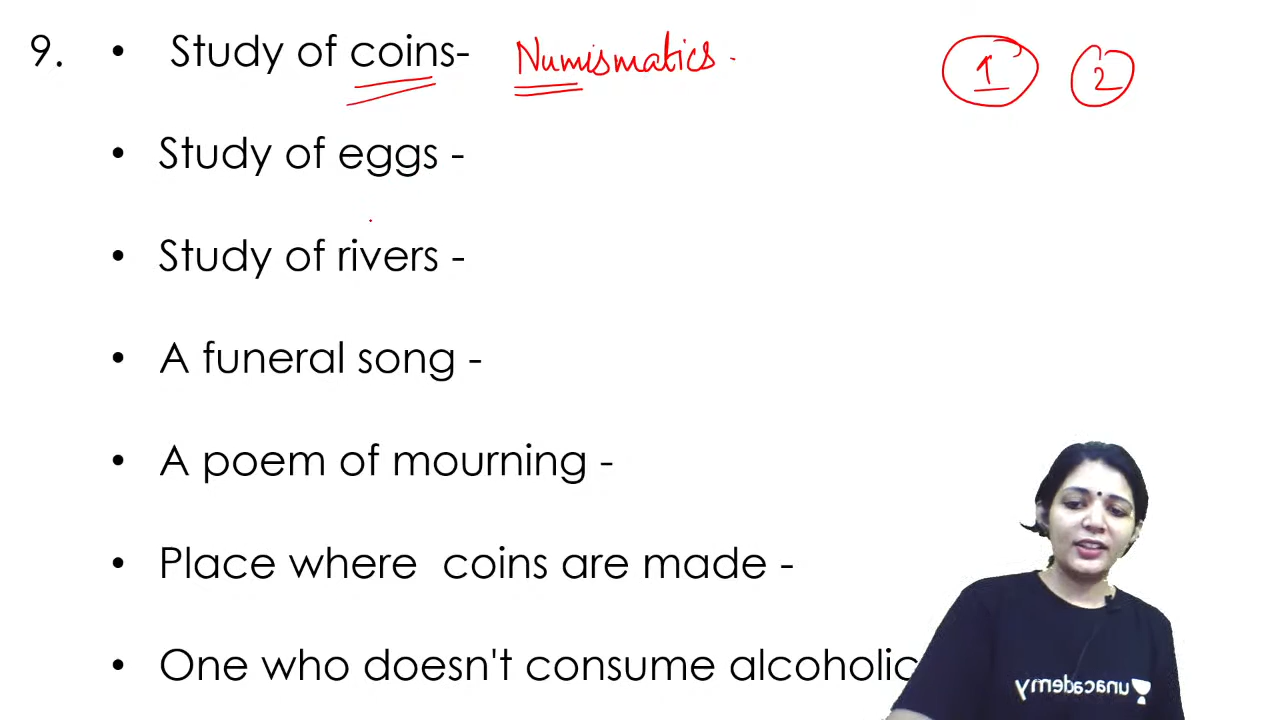 9. • Study of coins- Numismatics. 1 2
• Study of eggs -
• Study of rivers -
• A funeral song -
• A poem of mourning -
• Place where coins are made -
• One who doesn't consume alcoholic
unacademy